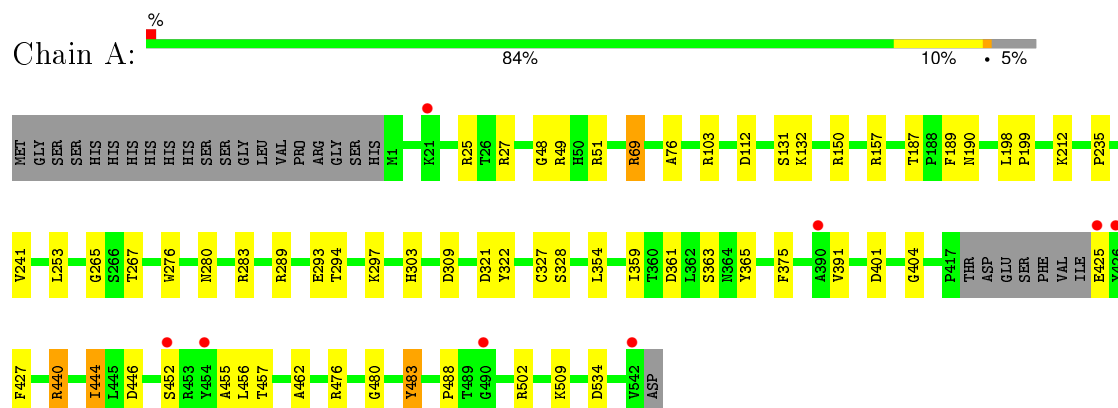 %
Chain A:
84% 10% • 5%
MET GLY SER SER HIS HIS HIS HIS HIS HIS SER SER GLY LEU VAL PRO ARG GLY SER HIS M1 K21 R25 T26 R27 G48 R49 H50 R51 R69 A76 R103 D112 S131 K132 R150 R157 T187 P188 F189 N190 L198 P199 K212 P235
V241 L253 G265 S266 T267 W276 N280 R283 R289 E293 T294 K297 H303 D309 D321 Y322 C327 S328 L354 I359 T360 D361 L362 S363 N364 Y365 F375 A390 V391 D401 G404 P417 THR ASP GLU SER PHE VAL ILE E425 Y426
F427 R440 I444 L445 D446 S452 R453 Y454 A455 L456 T457 A462 R476 G480 Y483 P488 T489 G490 R502 K509 D534 V542 ASP